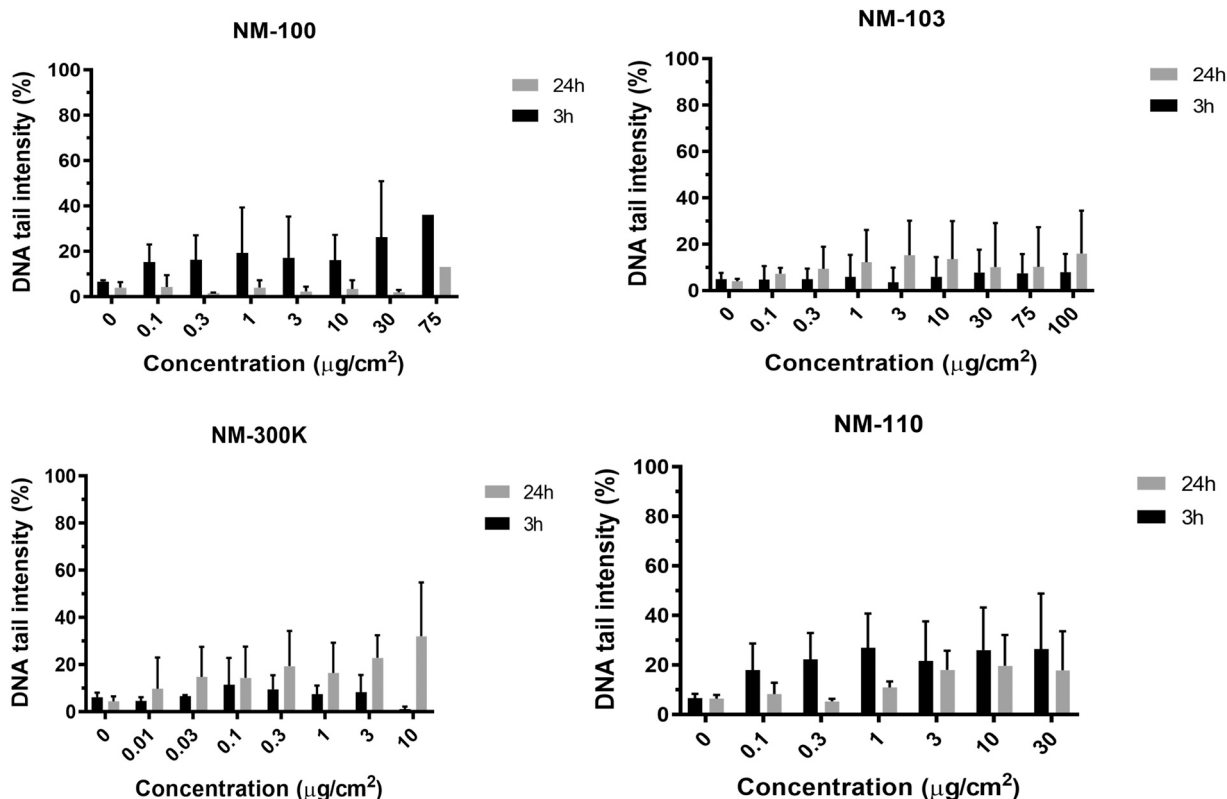 NM-100
DNA tail intensity (%)
100
80
60
40
20
0
0 0.1 0.3 1 3 10 30 75
Concentration (μg/cm²)
24h
3h
NM-103
DNA tail intensity (%)
100
80
60
40
20
0
0 0.1 0.3 1 3 10 30 75 100
Concentration (μg/cm²)
24h
3h
NM-300K
DNA tail intensity (%)
100
80
60
40
20
0
0 0.01 0.03 0.1 0.3 1 3 10
Concentration (μg/cm²)
24h
3h
NM-110
DNA tail intensity (%)
100
80
60
40
20
0
0 0.1 0.3 1 3 10 30
Concentration (μg/cm²)
24h
3h